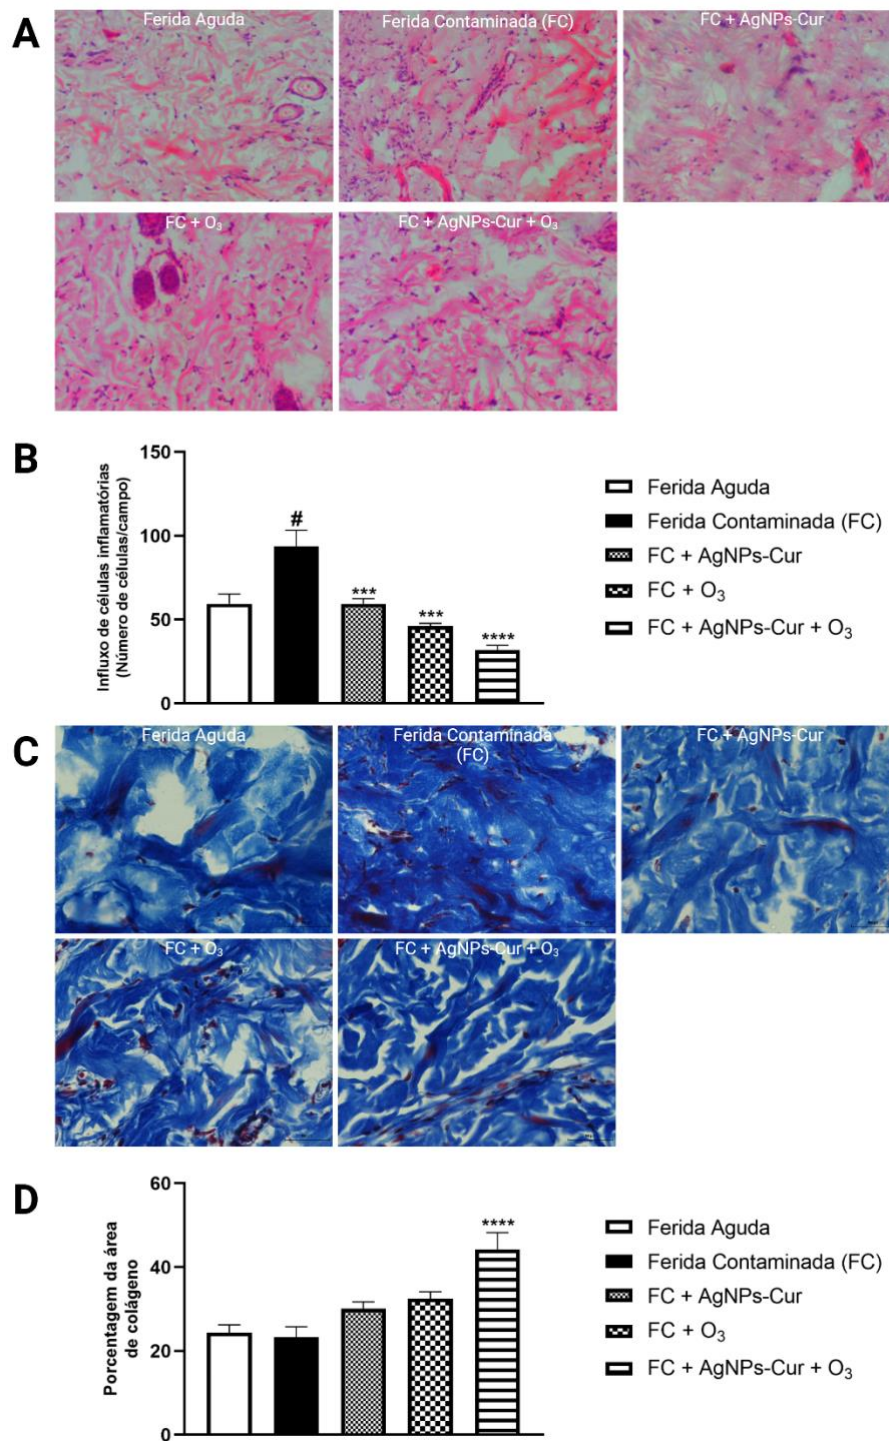 A
Ferida Aguda
Ferida Contaminada (FC)
FC + AgNPs-Cur
FC + O₃
FC + AgNPs-Cur + O₃
B
Influxo de células inflamatórias
(Número de células/campo)
150
100
50
0
#
***
***
****
Ferida Aguda
Ferida Contaminada (FC)
FC + AgNPs-Cur
FC + O₃
FC + AgNPs-Cur + O₃
C
Ferida Aguda
Ferida Contaminada
(FC)
FC + AgNPs-Cur
FC + O₃
FC + AgNPs-Cur + O₃
D
Porcentagem da área
de colágeno
60
40
20
0
****
Ferida Aguda
Ferida Contaminada (FC)
FC + AgNPs-Cur
FC + O₃
FC + AgNPs-Cur + O₃